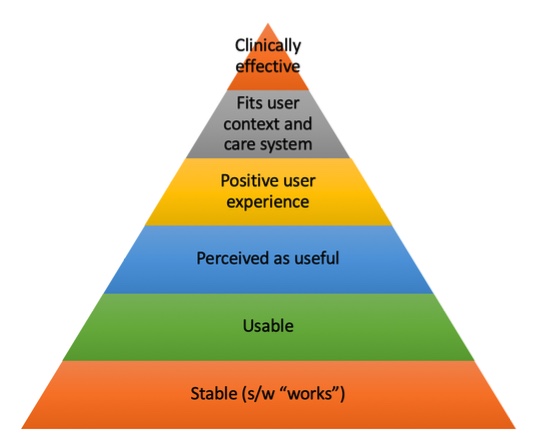 Clinically
effective
Fits user
context and
care system
Positive user
experience
Perceived as useful
Usable
Stable (s/w “works”)